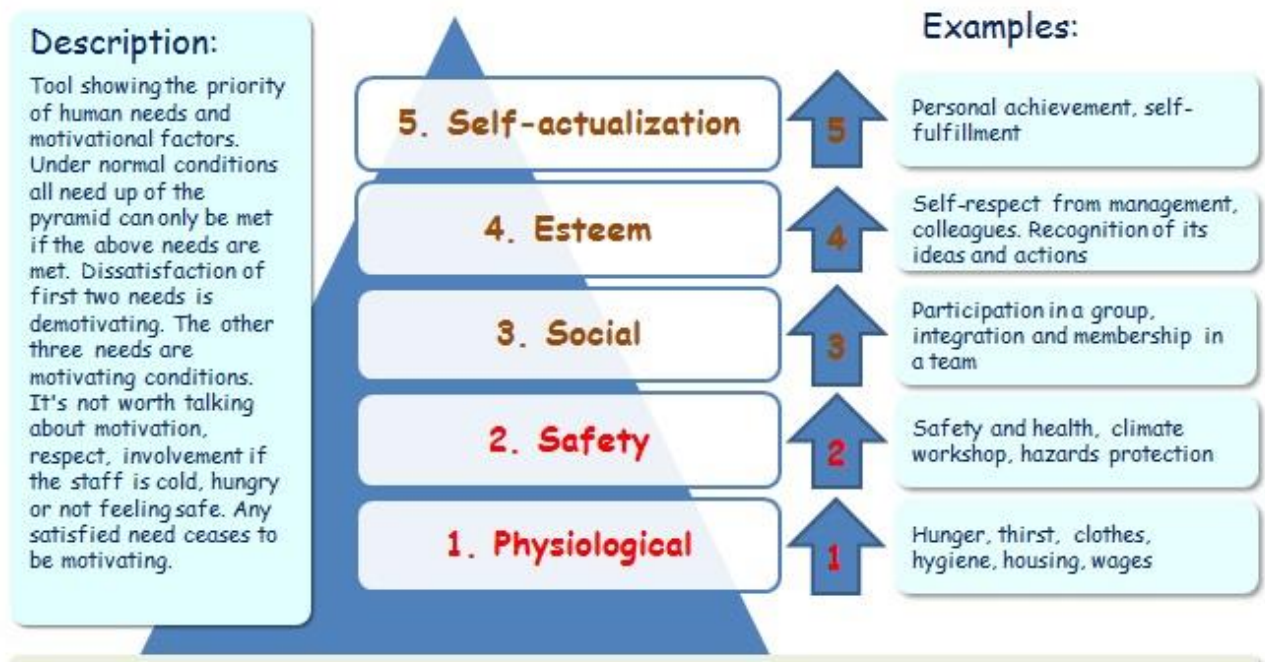 Description:
Tool showing the priority
of human needs and
motivational factors.
Under normal conditions
all need up of the
pyramid can only be met
if the above needs are
met. Dissatisfaction of
first two needs is
demotivating. The other
three needs are
motivating conditions.
It's not worth talking
about motivation,
respect, involvement if
the staff is cold, hungry
or not feeling safe. Any
satisfied need ceases to
be motivating.
Examples:
5. Self-actualization
5
Personal achievement, self-
fulfillment
4. Esteem
4
Self-respect from management,
colleagues. Recognition of its
ideas and actions
3. Social
3
Participation in a group,
integration and membership in
a team
2. Safety
2
Safety and health, climate
workshop, hazards protection
1. Physiological
1
Hunger, thirst, clothes,
hygiene, housing, wages